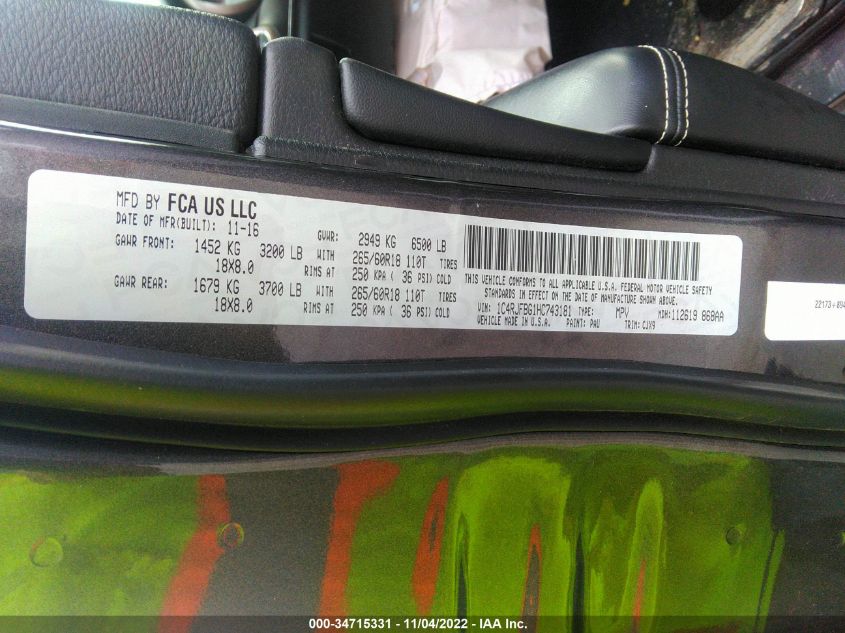 MFD BY FCA US LLC
DATE OF MFR(BUILT): 11-16 GVWR: 2949 KG 6500 LB
GAWR FRONT: 1452 KG 3200 LB WITH 265/60R18 110T TIRES
18X8.0 RIMS AT 250 KPA ( 36 PSI) COLD
GAWR REAR: 1679 KG 3700 LB WITH 265/60R18 110T TIRES
18X8.0 RIMS AT 250 KPA ( 36 PSI) COLD
THIS VEHICLE CONFORMS TO ALL APPLICABLE U.S.A. FEDERAL MOTOR VEHICLE SAFETY
STANDARDS IN EFFECT ON THE DATE OF MANUFACTURE SHOWN ABOVE.
VIN: 1C4RJFBG1HC743181 TYPE: MPV MDH: 112619 868AA
VEHICLE MADE IN U.S.A. PAINT: PAU TRIM: CJX9
000-34715331 - 11/04/2022 - IAA Inc.